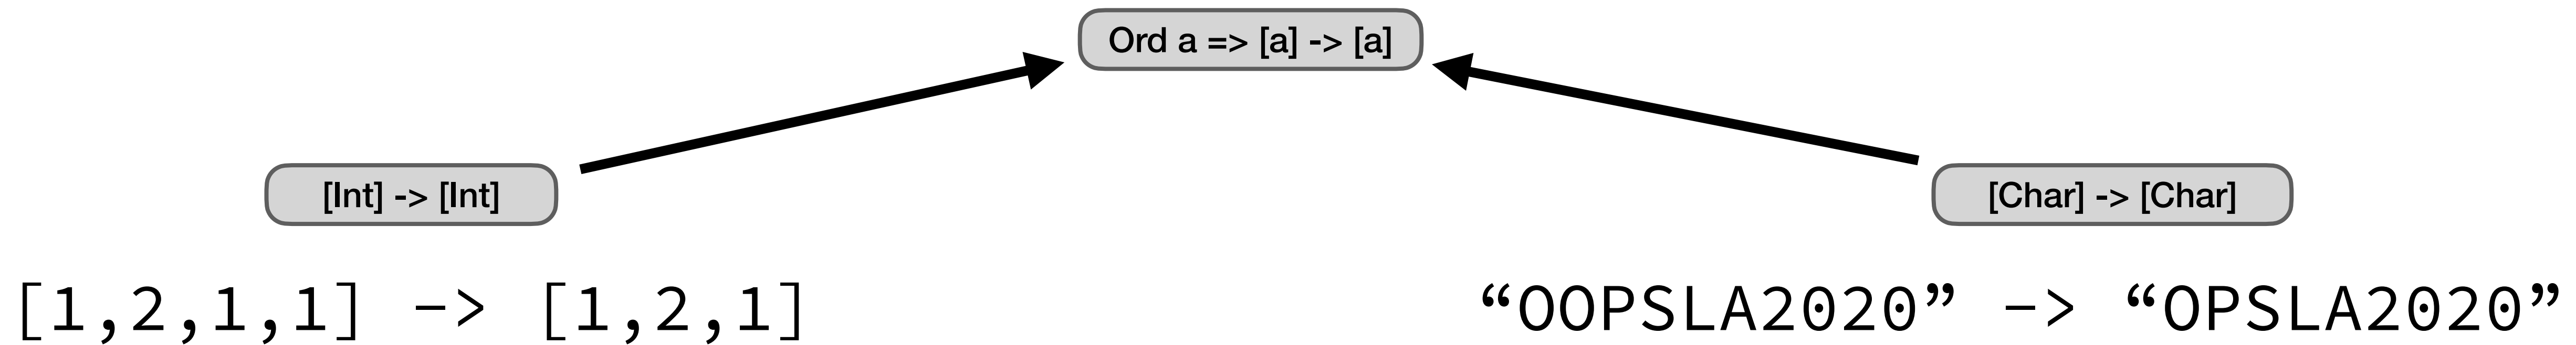 Ord a => [a] -> [a]
[Int] -> [Int]
[Char] -> [Char]
[1,2,1,1] -> [1,2,1]
“OOPSLA2020” -> “OPSLA2020”